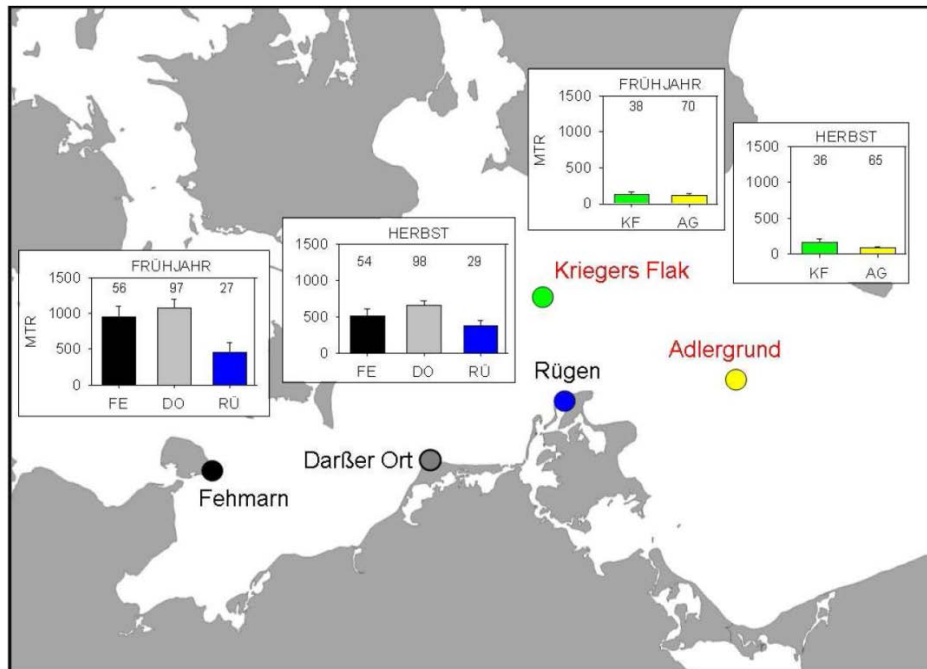 FRÜHJAHR
1500
1000
500
0
MTR
38 70
KF AG
HERBST
1500
1000
500
0
36 65
KF AG
HERBST
1500
1000
500
0
54 98 29
FE DO RÜ
FRÜHJAHR
1500
1000
500
0
MTR
56 97 27
FE DO RÜ
Kriegers Flak
Adlergrund
Rügen
Darßer Ort
Fehmarn